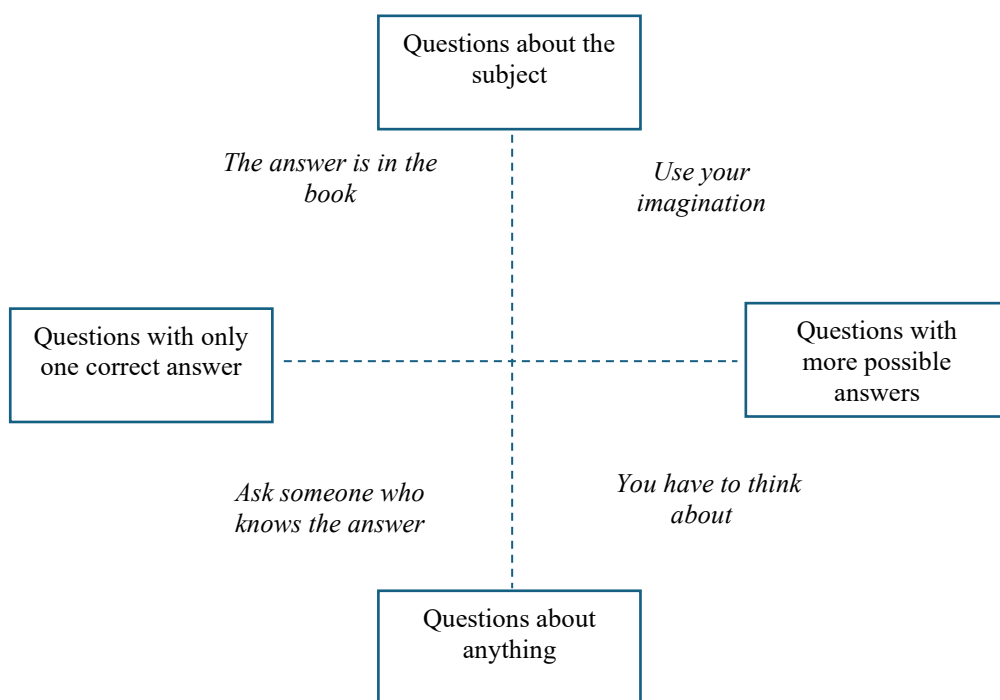 Questions about the
subject
The answer is in the
book
Use your
imagination
Questions with only
one correct answer
Questions with
more possible
answers
Ask someone who
knows the answer
You have to think
about
Questions about
anything